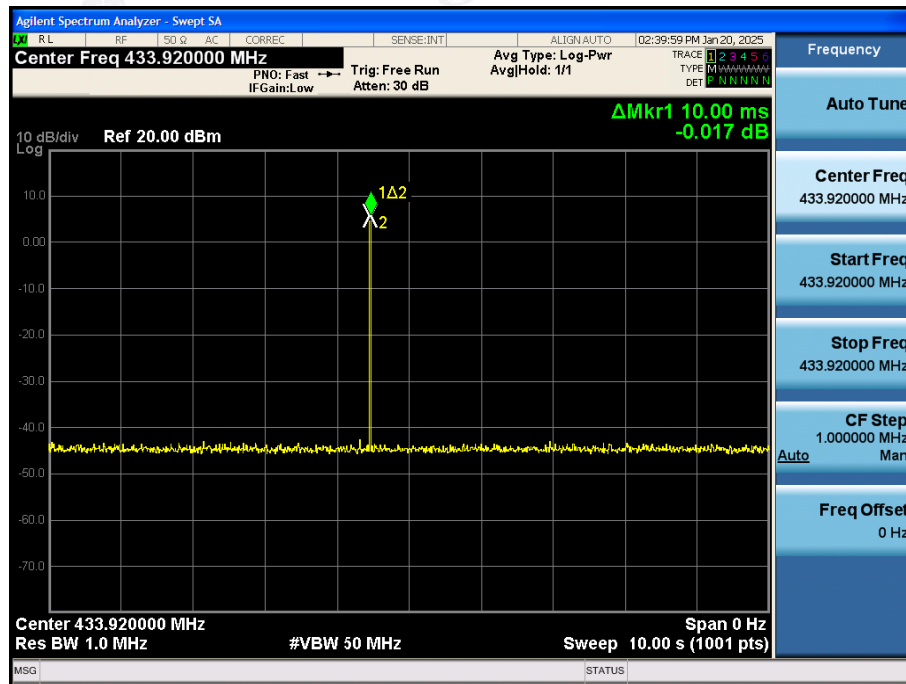 Agilent Spectrum Analyzer - Swept SA
LXI RL RF 50 Ω AC CORREC SENSE:INT ALIGN AUTO 02:39:59 PM Jan 20, 2025
Center Freq 433.920000 MHz
PNO: Fast
IFGain:Low
Trig: Free Run
Atten: 30 dB
Avg Type: Log-Pwr
Avg|Hold: 1/1
TRACE 1 2 3 4 5 6
TYPE M WWWWW
DET P N N N N N
ΔMkr1 10.00 ms
-0.017 dB
10 dB/div Ref 20.00 dBm
Log
10.0
0.00
-10.0
-20.0
-30.0
-40.0
-50.0
-60.0
-70.0
1Δ2
2
Center 433.920000 MHz
Span 0 Hz
Res BW 1.0 MHz
#VBW 50 MHz
Sweep 10.00 s (1001 pts)
MSG
STATUS
Frequency
Auto Tune
Center Freq
433.920000 MHz
Start Freq
433.920000 MHz
Stop Freq
433.920000 MHz
CF Step
1.000000 MHz
Auto Man
Freq Offset
0 Hz